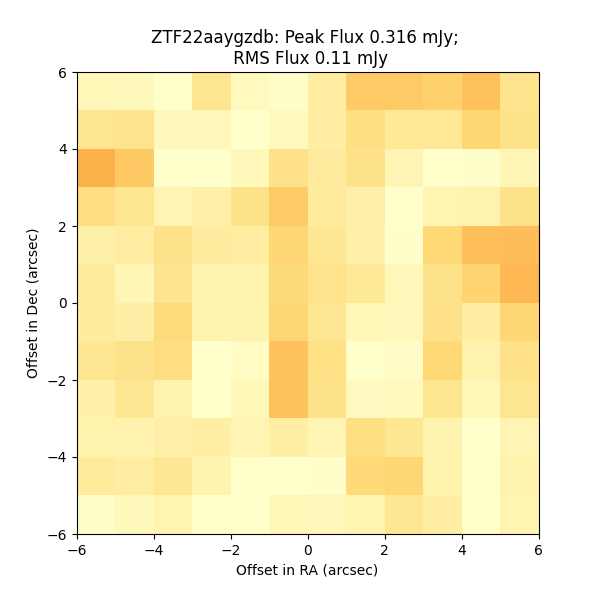 ZTF22aaygzdb: Peak Flux 0.316 mJy;
RMS Flux 0.11 mJy
6
4
2
0
−2
−4
−6
Offset in Dec (arcsec)
−6 −4 −2 0 2 4 6
Offset in RA (arcsec)